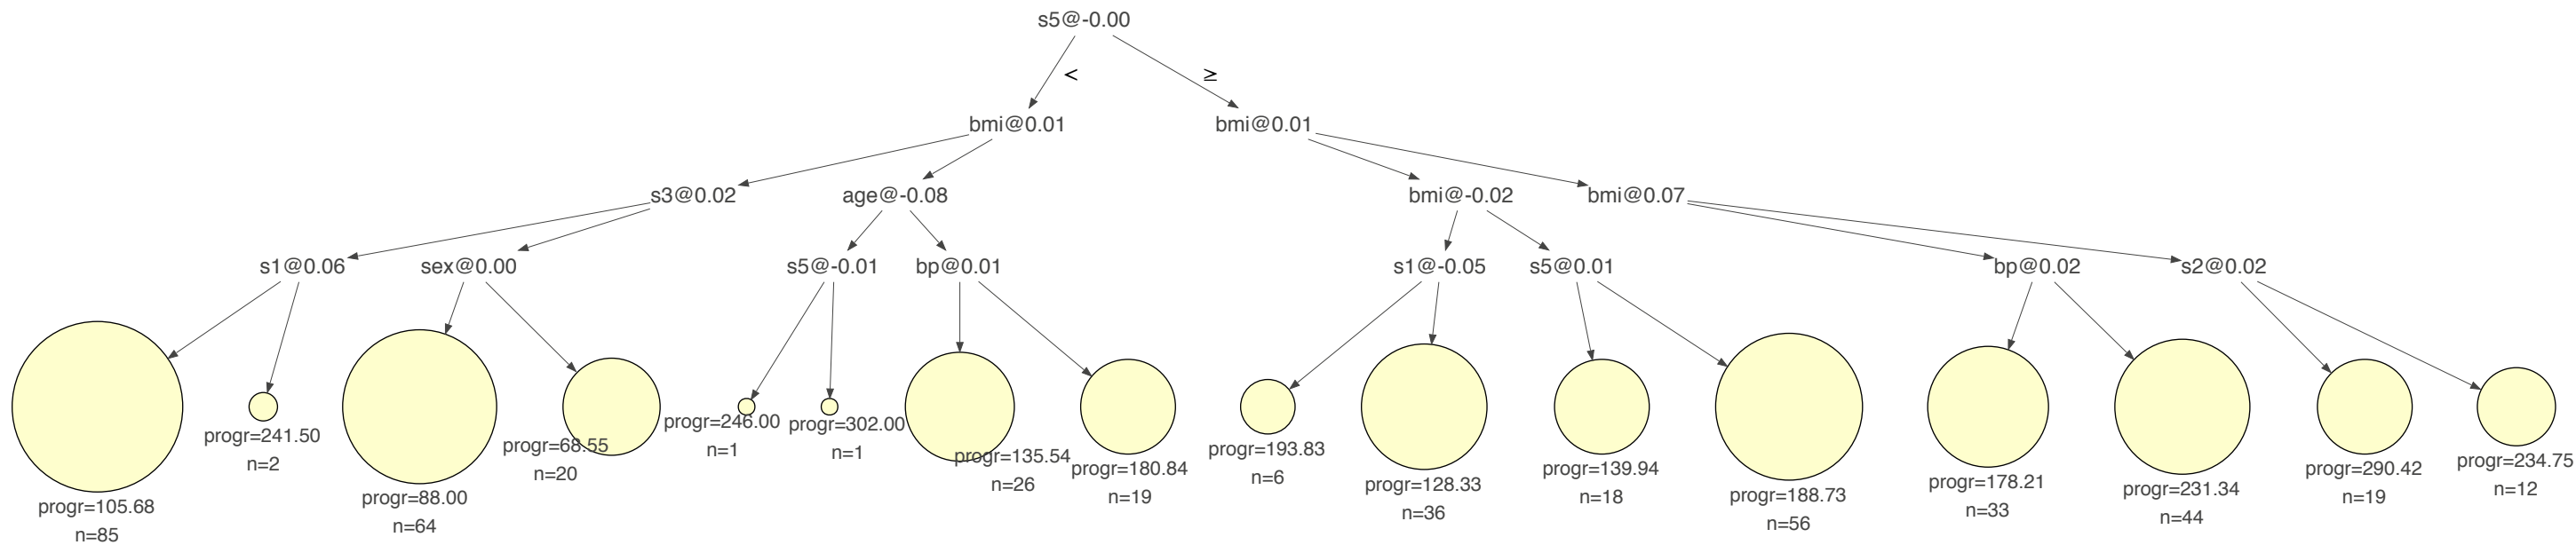 s5@-0.00
<
≥
bmi@0.01
bmi@0.01
s3@0.02
age@-0.08
bmi@-0.02
bmi@0.07
s1@0.06
sex@0.00
s5@-0.01
bp@0.01
s1@-0.05
s5@0.01
bp@0.02
s2@0.02
progr=105.68
n=85
progr=241.50
n=2
progr=88.00
n=64
progr=68.55
n=20
progr=246.00
n=1
progr=302.00
n=1
progr=135.54
n=26
progr=180.84
n=19
progr=193.83
n=6
progr=128.33
n=36
progr=139.94
n=18
progr=188.73
n=56
progr=178.21
n=33
progr=231.34
n=44
progr=290.42
n=19
progr=234.75
n=12